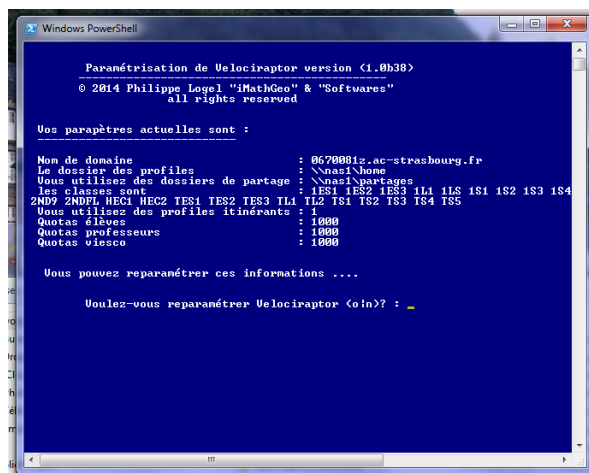 Windows PowerShell
Paramétrisation de Velociraptor version (1.0b38)
© 2014 Philippe Logel "iMathGeo" & "Softwares"
all rights reserved
Vos parapètres actuelles sont :
Nom de domaine : 0670081z.ac-strasbourg.fr
Le dossier des profiles : \\nas1\home
Vous utilisez des dossiers de partage : \\nas1\partages
les classes sont : 1ES1 1ES2 1ES3 1L1 1LS 1S1 1S2 1S3 1S4
2ND9 2NDFL HEC1 HEC2 TES1 TES2 TES3 TL1 TL2 TS1 TS2 TS3 TS4 TS5
Vous utilisez des profiles itinérants : 1
Quotas élèves : 1000
Quotas professeurs : 1000
Quotas viesco : 1000
Vous pouvez reparamétrer ces informations ....
Voulez-vous reparamétrer Velociraptor (o|n)? : _